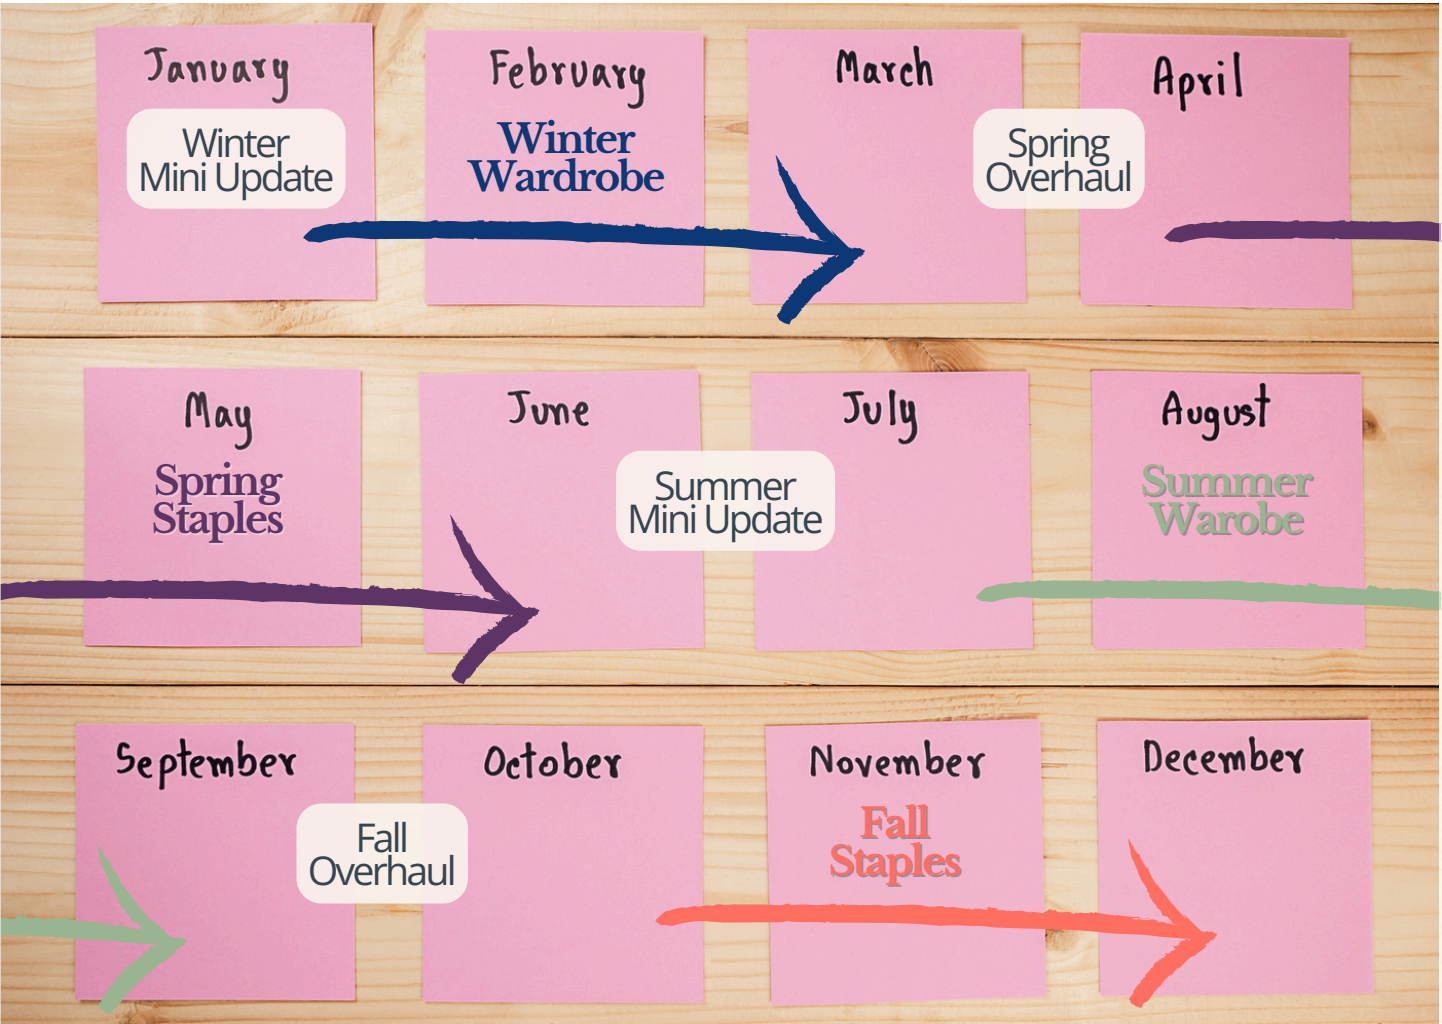 January
February
March
April
Winter
Mini Update
Winter
Wardrobe
Spring
Overhaul
May
June
July
August
Spring
Staples
Summer
Mini Update
Summer
Warobe
September
October
November
December
Fall
Overhaul
Fall
Staples